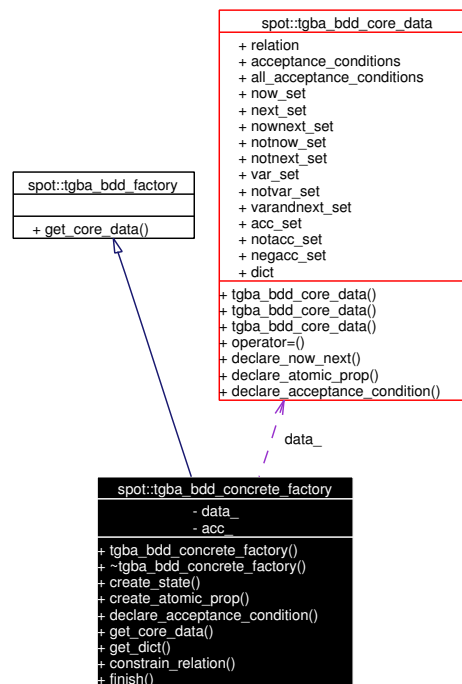 spot::tgba_bdd_core_data
+ relation
+ acceptance_conditions
+ all_acceptance_conditions
+ now_set
+ next_set
+ nownext_set
+ notnow_set
+ notnext_set
+ var_set
+ notvar_set
+ varandnext_set
+ acc_set
+ notacc_set
+ negacc_set
+ dict
+ tgba_bdd_core_data()
+ tgba_bdd_core_data()
+ tgba_bdd_core_data()
+ operator=()
+ declare_now_next()
+ declare_atomic_prop()
+ declare_acceptance_condition()
spot::tgba_bdd_factory
+ get_core_data()
data_
spot::tgba_bdd_concrete_factory
- data_
- acc_
+ tgba_bdd_concrete_factory()
+ ~tgba_bdd_concrete_factory()
+ create_state()
+ create_atomic_prop()
+ declare_acceptance_condition()
+ get_core_data()
+ get_dict()
+ constrain_relation()
+ finish()